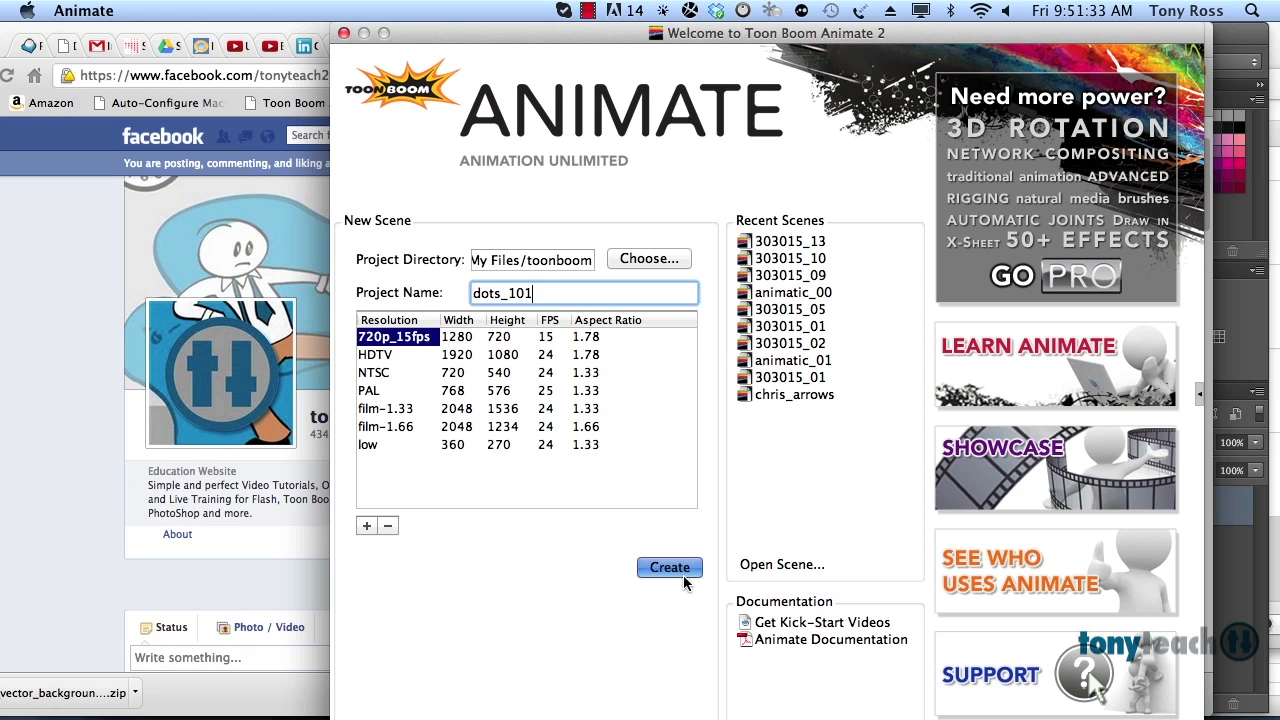 Animate
14
Fri 9:51:33 AM Tony Ross
Welcome to Toon Boom Animate 2
https://www.facebook.com/tonyteach2
Amazon
Auto-Configure Mac
Toon Boom
facebook
Search f
You are posting, commenting, and liking a
Education Website
Simple and perfect Video Tutorials, O
and Live Training for Flash, Toon Boo
PhotoShop and more.
About
to
434
Status
Photo / Video
Write something...
vector_backgroun....zip
TOONBOOM
ANIMATE
ANIMATION UNLIMITED
New Scene
Project Directory:
My Files/toonboom
Choose...
Project Name:
dots_101
Resolution Width Height FPS Aspect Ratio
720p_15fps 1280 720 15 1.78
HDTV 1920 1080 24 1.78
NTSC 720 540 24 1.33
PAL 768 576 25 1.33
film-1.33 2048 1536 24 1.33
film-1.66 2048 1234 24 1.66
low 360 270 24 1.33
+ −
Create
Recent Scenes
303015_13
303015_10
303015_09
animatic_00
303015_05
303015_01
303015_02
animatic_01
303015_01
chris_arrows
Open Scene...
Documentation
Get Kick-Start Videos
Animate Documentation
Need more power?
3D ROTATION
NETWORK COMPOSITING
traditional animation ADVANCED
RIGGING natural media brushes
AUTOMATIC JOINTS DRAW IN
X-SHEET 50+ EFFECTS
GO PRO
LEARN ANIMATE
SHOWCASE
SEE WHO
USES ANIMATE
SUPPORT
?
tonyteach
100%
100%